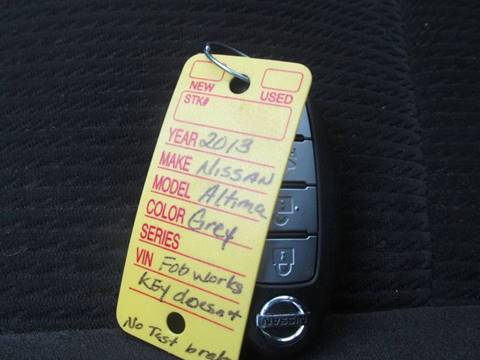 NEW USED
STK#
YEAR 2013
MAKE NISSAN
MODEL Altima
COLOR Grey
SERIES
VIN Fob works
KEY doesnt
No Test
NISSAN